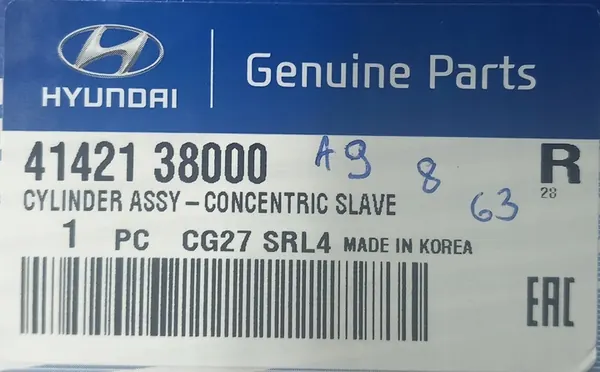 HYUNDAI
Genuine Parts
41421 38000 A9 8 63 R
28
CYLINDER ASSY-CONCENTRIC SLAVE
1 PC CG27 SRL4 MADE IN KOREA
EAC